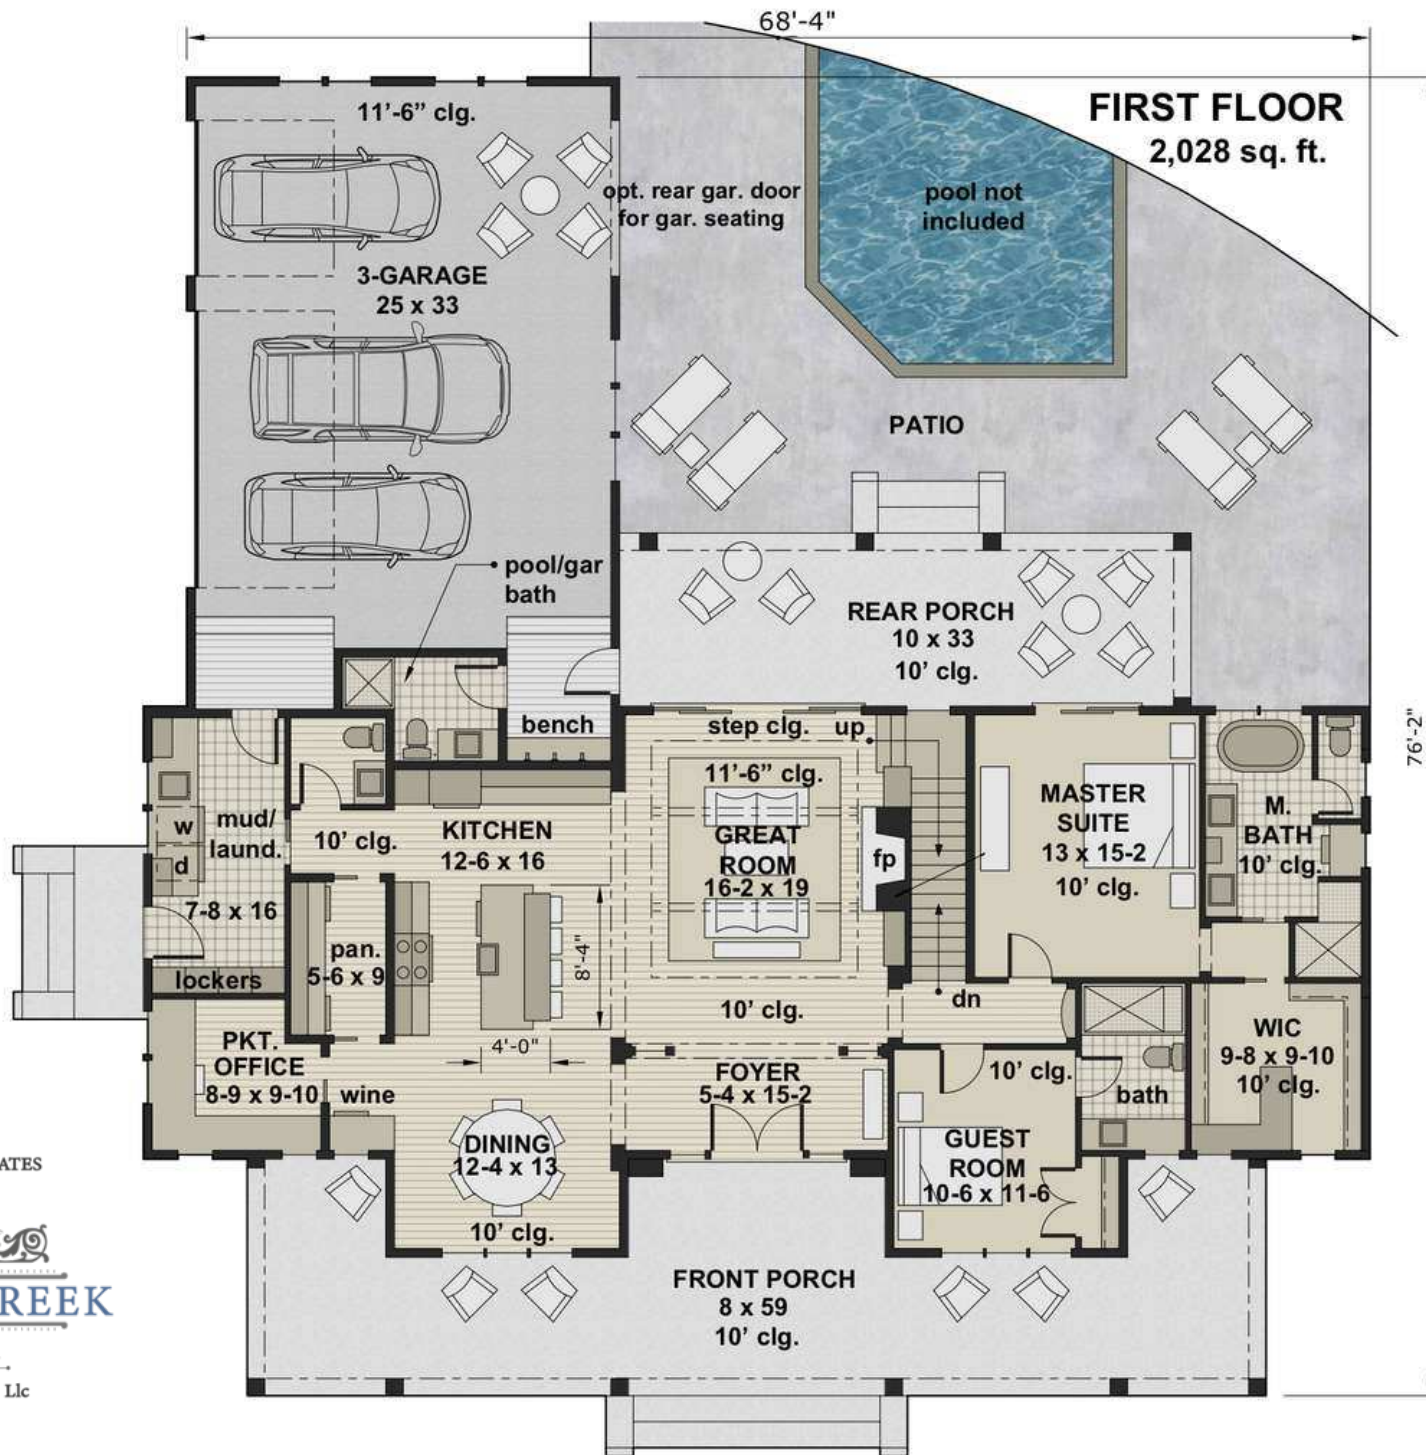 68'-4"
FIRST FLOOR
2,028 sq. ft.
11'-6” clg.
opt. rear gar. door
for gar. seating
pool not
included
3-GARAGE
25 x 33
PATIO
pool/gar
bath
REAR PORCH
10 x 33
10’ clg.
bench
step clg.
up
11’-6” clg.
76'-2"
mud/
laund.
w
d
7-8 x 16
lockers
10’ clg.
KITCHEN
12-6 x 16
GREAT
ROOM
16-2 x 19
fp
MASTER
SUITE
13 x 15-2
10’ clg.
M.
BATH
10’ clg.
pan.
5-6 x 9
8'-4"
4'-0"
10’ clg.
dn
PKT.
OFFICE
8-9 x 9-10
wine
FOYER
5-4 x 15-2
10’ clg.
bath
WIC
9-8 x 9-10
10’ clg.
DINING
12-4 x 13
10’ clg.
GUEST
ROOM
10-6 x 11-6
FRONT PORCH
8 x 59
10’ clg.
ATES
REEK
Llc